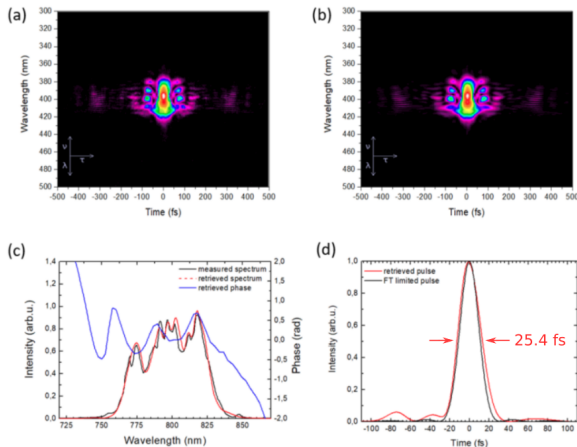 (a)
(b)
300
320
340
360
380
400
420
440
460
480
500
Wavelength (nm)
ν
λ
τ
-500 -400 -300 -200 -100 0 100 200 300 400 500
Time (fs)
300
320
340
360
380
400
420
440
460
480
500
Wavelength (nm)
ν
λ
τ
-500 -400 -300 -200 -100 0 100 200 300 400 500
Time (fs)
(c)
(d)
1,4
1,2
1,0
0,8
0,6
0,4
0,2
0,0
Intensity (arb.u.)
measured spectrum
retrieved spectrum
retrieved phase
2,0
1,5
1,0
0,5
0,0
-0,5
-1,0
-1,5
-2,0
Phase (rad)
725 750 775 800 825 850
Wavelength (nm)
1,0
0,8
0,6
0,4
0,2
0,0
Intensity (arb.u.)
retrieved pulse
FT limited pulse
25.4 fs
-100 -80 -60 -40 -20 0 20 40 60 80 100
Time (fs)